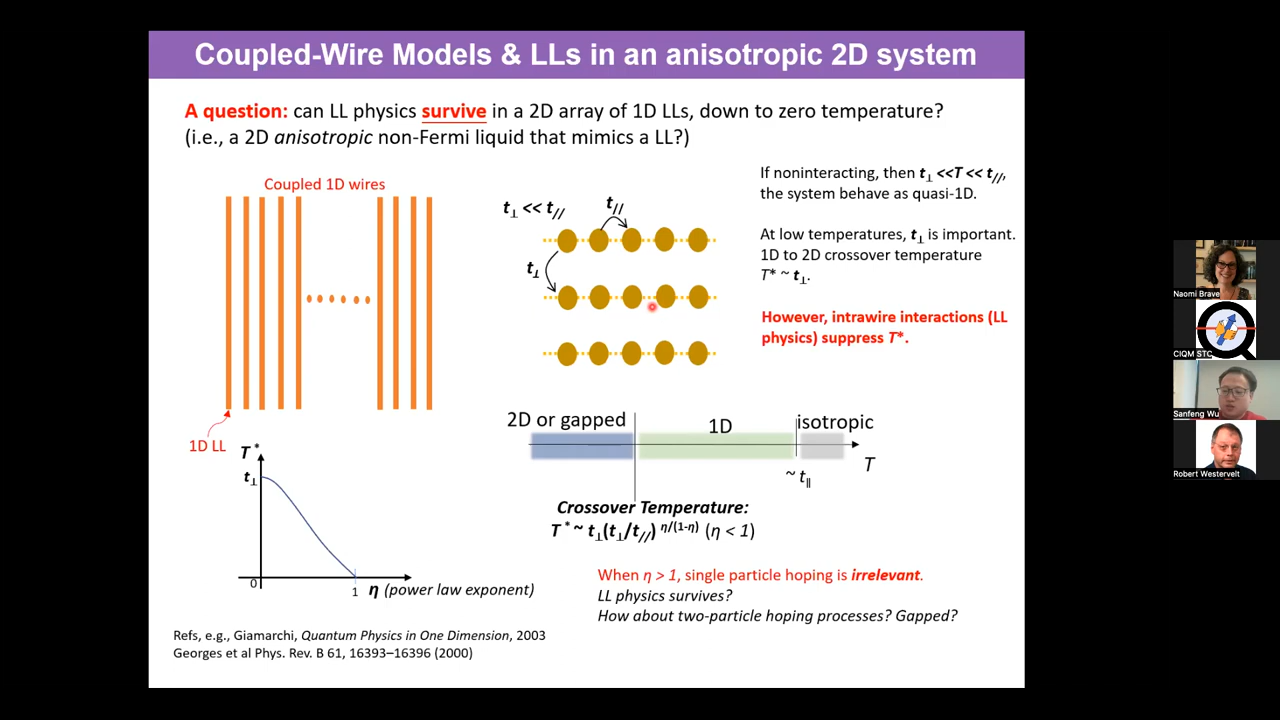 Coupled-Wire Models & LLs in an anisotropic 2D system
A question: can LL physics survive in a 2D array of 1D LLs, down to zero temperature?
(i.e., a 2D anisotropic non-Fermi liquid that mimics a LL?)
Coupled 1D wires
1D LL
t⊥ << t//
t//
t⊥
If noninteracting, then t⊥ <<T << t//,
the system behave as quasi-1D.
At low temperatures, t⊥ is important.
1D to 2D crossover temperature
T* ~ t⊥.
However, intrawire interactions (LL
physics) suppress T*.
2D or gapped
1D
isotropic
T
~ t∥
Crossover Temperature:
T* ~ t⊥(t⊥/t//) η/(1-η) (η < 1)
T*
t⊥
0
1
η (power law exponent)
When η > 1, single particle hoping is irrelevant.
LL physics survives?
How about two-particle hoping processes? Gapped?
Refs, e.g., Giamarchi, Quantum Physics in One Dimension, 2003
Georges et al Phys. Rev. B 61, 16393–16396 (2000)
Naomi Brave
CIQM STC
Sanfeng Wu
Robert Westervelt